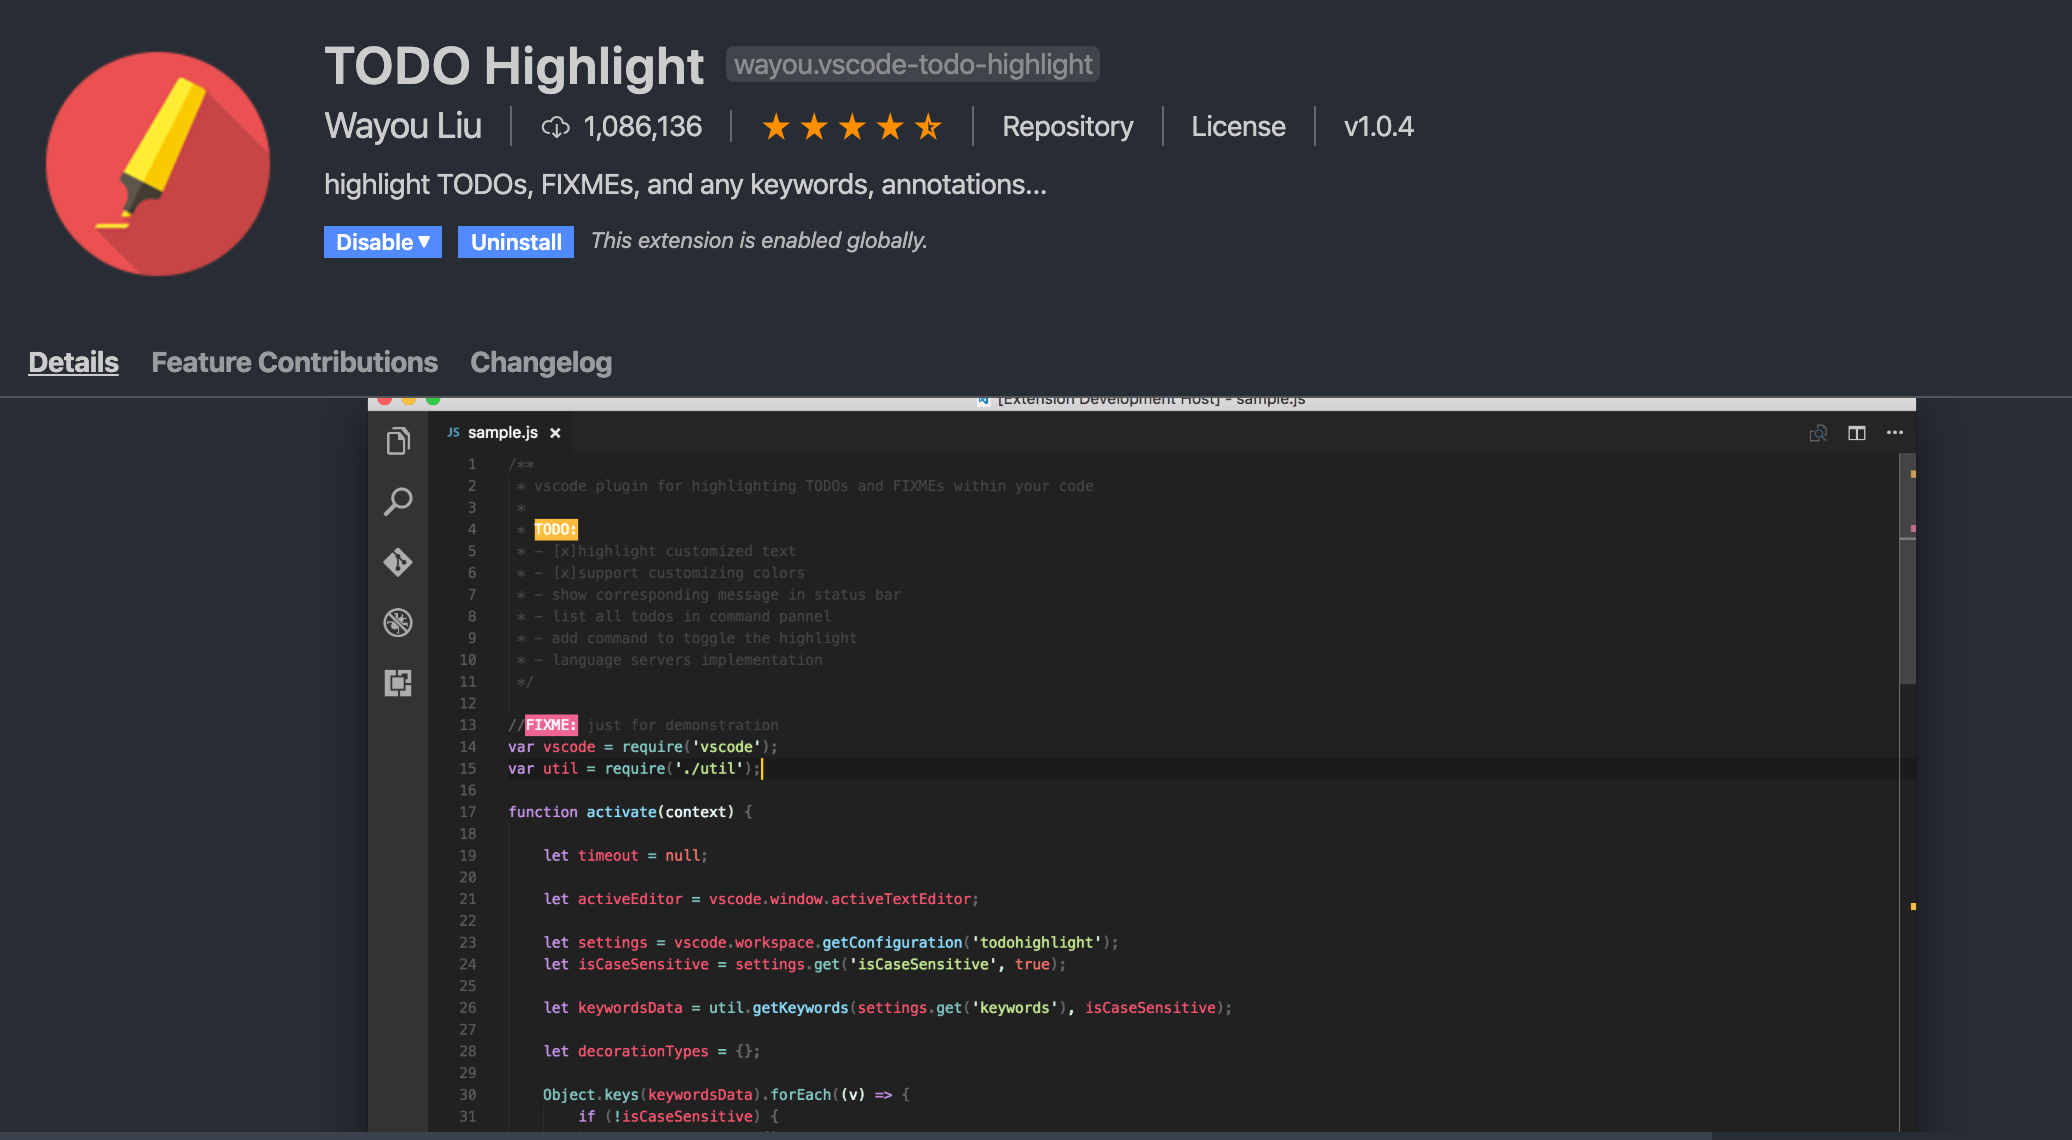 TODO Highlight wayou.vscode-todo-highlight
Wayou Liu 1,086,136 Repository License v1.0.4
highlight TODOs, FIXMEs, and any keywords, annotations...
Disable ▼ Uninstall This extension is enabled globally.
Details Feature Contributions Changelog
[Extension Development Host] - sample.js
JS sample.js ×
1 /**
2 * vscode plugin for highlighting TODOs and FIXMEs within your code
3 *
4 * TODO:
5 * - [x]highlight customized text
6 * - [x]support customizing colors
7 * - show corresponding message in status bar
8 * - list all todos in command pannel
9 * - add command to toggle the highlight
10 * - language servers implementation
11 */
12
13 //FIXME: just for demonstration
14 var vscode = require('vscode');
15 var util = require('./util');
16
17 function activate(context) {
18
19 let timeout = null;
20
21 let activeEditor = vscode.window.activeTextEditor;
22
23 let settings = vscode.workspace.getConfiguration('todohighlight');
24 let isCaseSensitive = settings.get('isCaseSensitive', true);
25
26 let keywordsData = util.getKeywords(settings.get('keywords'), isCaseSensitive);
27
28 let decorationTypes = {};
29
30 Object.keys(keywordsData).forEach((v) => {
31 if (!isCaseSensitive) {